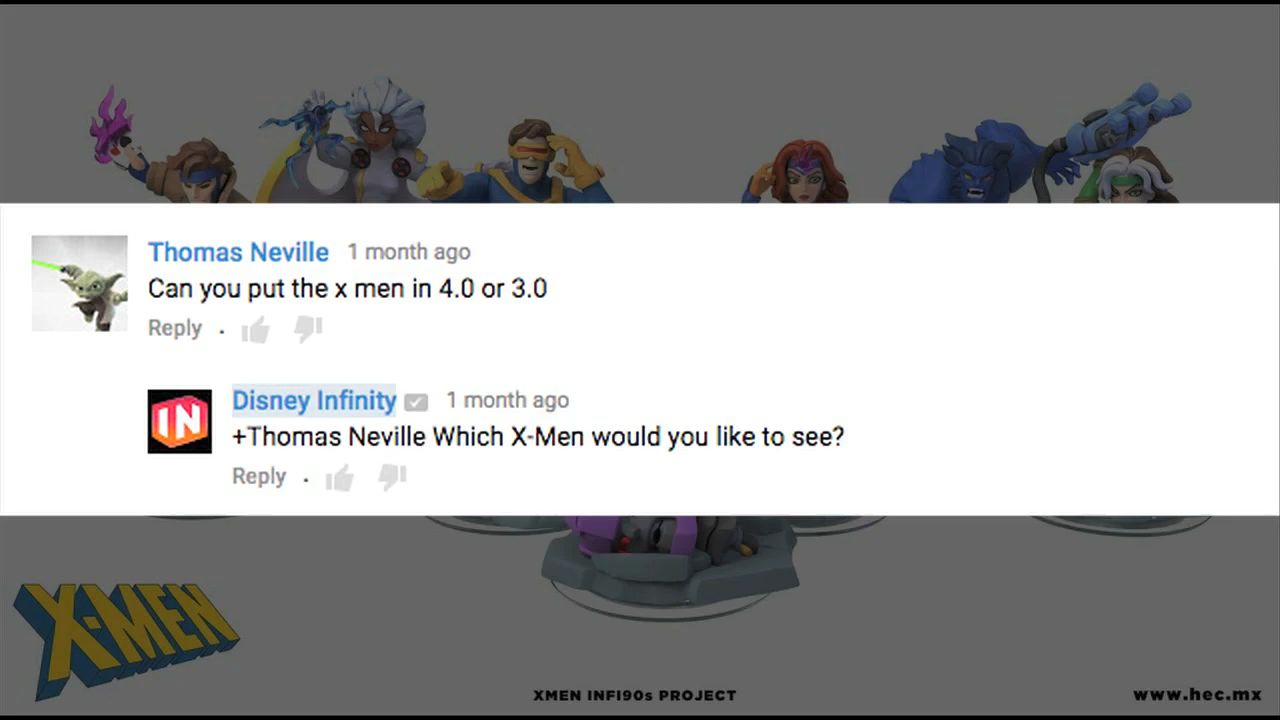 Thomas Neville 1 month ago
Can you put the x men in 4.0 or 3.0
Reply .
IN
Disney Infinity 1 month ago
+Thomas Neville Which X-Men would you like to see?
Reply .
X-MEN
XMEN INFI90s PROJECT
www.hec.mx